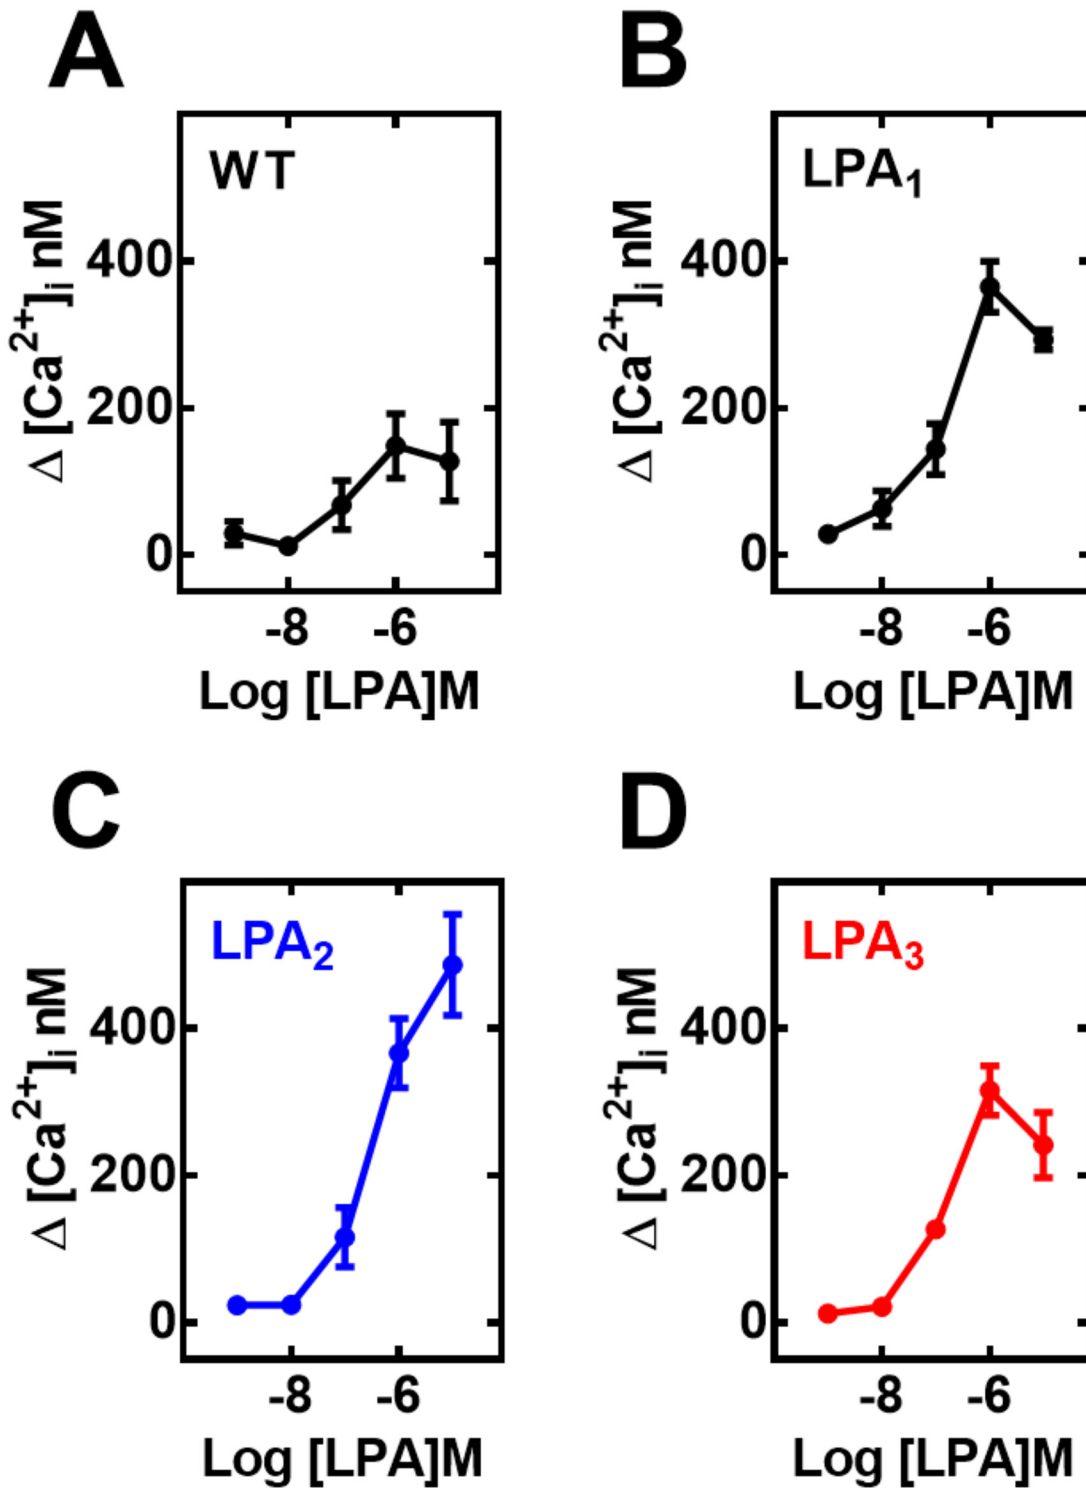 A
WT
Δ [Ca²⁺]ᵢ nM
400
200
0
-8 -6
Log [LPA]M
B
LPA₁
Δ [Ca²⁺]ᵢ nM
400
200
0
-8 -6
Log [LPA]M
C
LPA₂
Δ [Ca²⁺]ᵢ nM
400
200
0
-8 -6
Log [LPA]M
D
LPA₃
Δ [Ca²⁺]ᵢ nM
400
200
0
-8 -6
Log [LPA]M